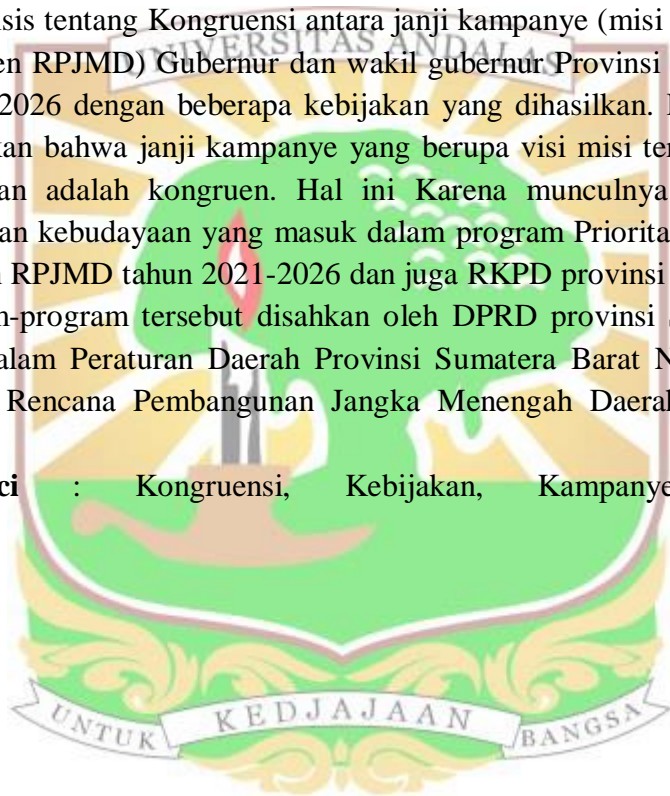 sis tentang Kongruensi antara janji kampanye (misi
UNIVERSITAS ANDALAS
en RPJMD) Gubernur dan wakil gubernur Provinsi
2026 dengan beberapa kebijakan yang dihasilkan.
kan bahwa janji kampanye yang berupa visi misi
an adalah kongruen. Hal ini Karena munculnya
an kebudayaan yang masuk dalam program
RPJMD tahun 2021-2026 dan juga RKPD provinsi
n-program tersebut disahkan oleh DPRD provinsi
alam Peraturan Daerah Provinsi Sumatera Barat
Rencana Pembangunan Jangka Menengah
ci : Kongruensi, Kebijakan, Kampanye
UNTUK KEDJAJAAN BANGSA